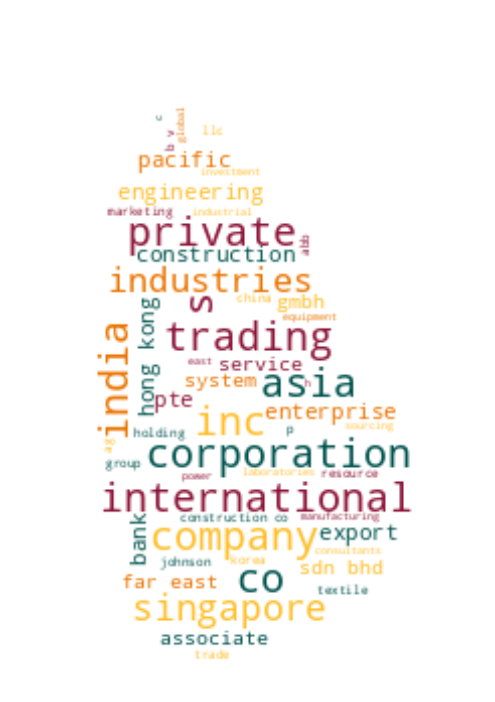 c
global
b v
llc
pacific
investment
engineering
marketing
industrial
private
abb
construction
industries
s
china
gmbh
equipment
hong kong
trading
india
east
service
system
asia
h
pte
inc
enterprise
p
sourcing
holding
ag
corporation
group
power
laboratories
resource
international
construction co
manufacturing
bank
company
export
consultants
johnson
korea
sdn bhd
far east
co
textile
singapore
associate
trade